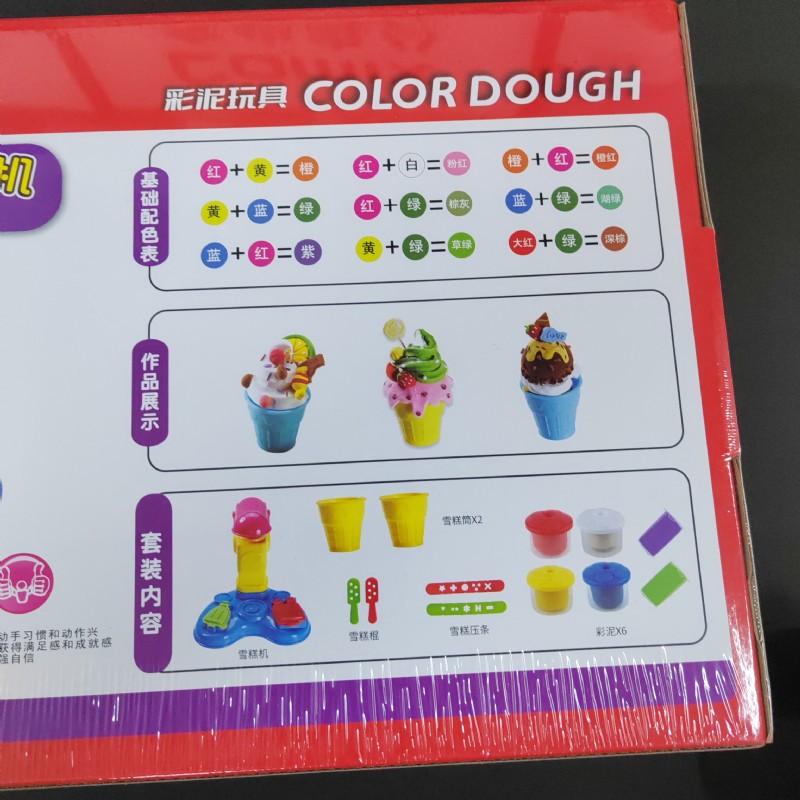 彩泥玩具 COLOR DOUGH
机
基础配色表
红+黄=橙
红+白=粉红
橙+红=橙红
黄+蓝=绿
红+绿=棕灰
蓝+绿=湖绿
蓝+红=紫
黄+绿=草绿
大红+绿=深棕
作品展示
LOVE
套装内容
雪糕机
雪糕筒X2
雪糕棍
雪糕压条
彩泥X6
动手习惯和动作兴
获得满足感和成就感
强自信